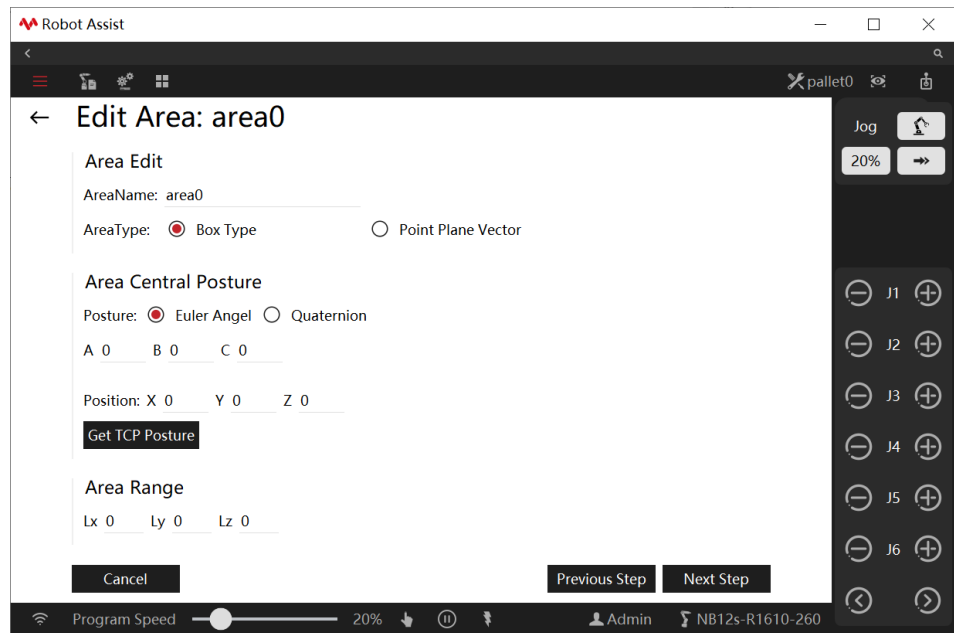 Robot Assist
pallet0
Edit Area: area0
Jog
20%
Area Edit
AreaName: area0
AreaType: Box Type Point Plane Vector
Area Central Posture
Posture: Euler Angel Quaternion
A 0 B 0 C 0
Position: X 0 Y 0 Z 0
Get TCP Posture
Area Range
Lx 0 Ly 0 Lz 0
Cancel Previous Step Next Step
J1
J2
J3
J4
J5
J6
Program Speed 20% Admin NB12s-R1610-260